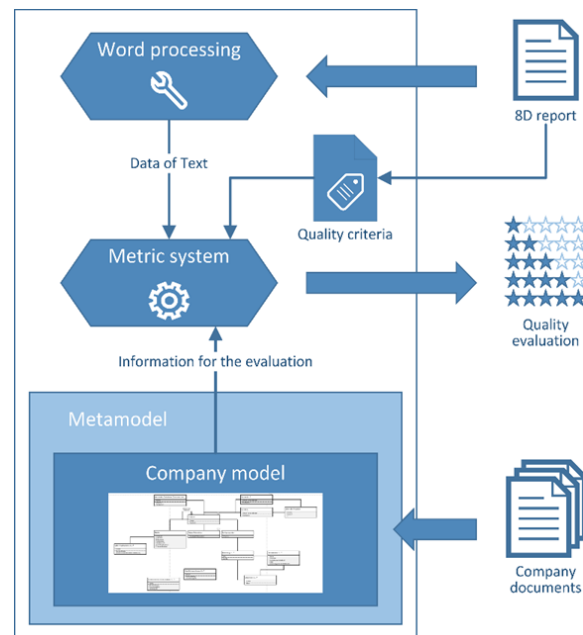 Word processing
8D report
Data of Text
Quality criteria
Metric system
Quality
evaluation
Information for the evaluation
Metamodel
Company model
Company
documents